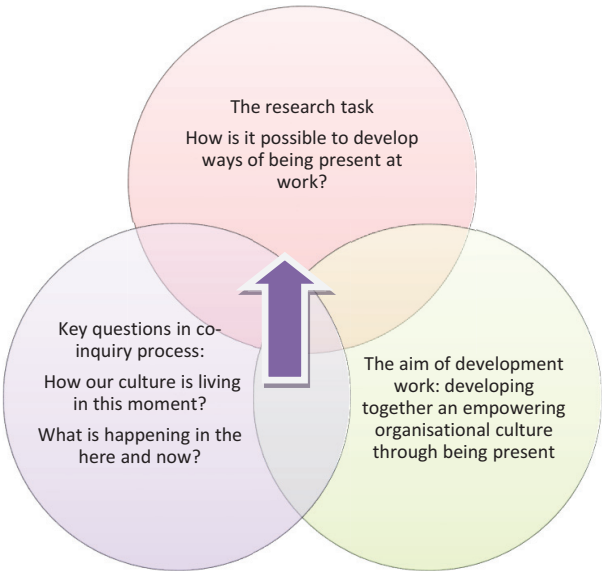 The research task
How is it possible to develop
ways of being present at
work?
Key questions in co-
inquiry process:
How our culture is living
in this moment?
What is happening in the
here and now?
The aim of development
work: developing
together an empowering
organisational culture
through being present